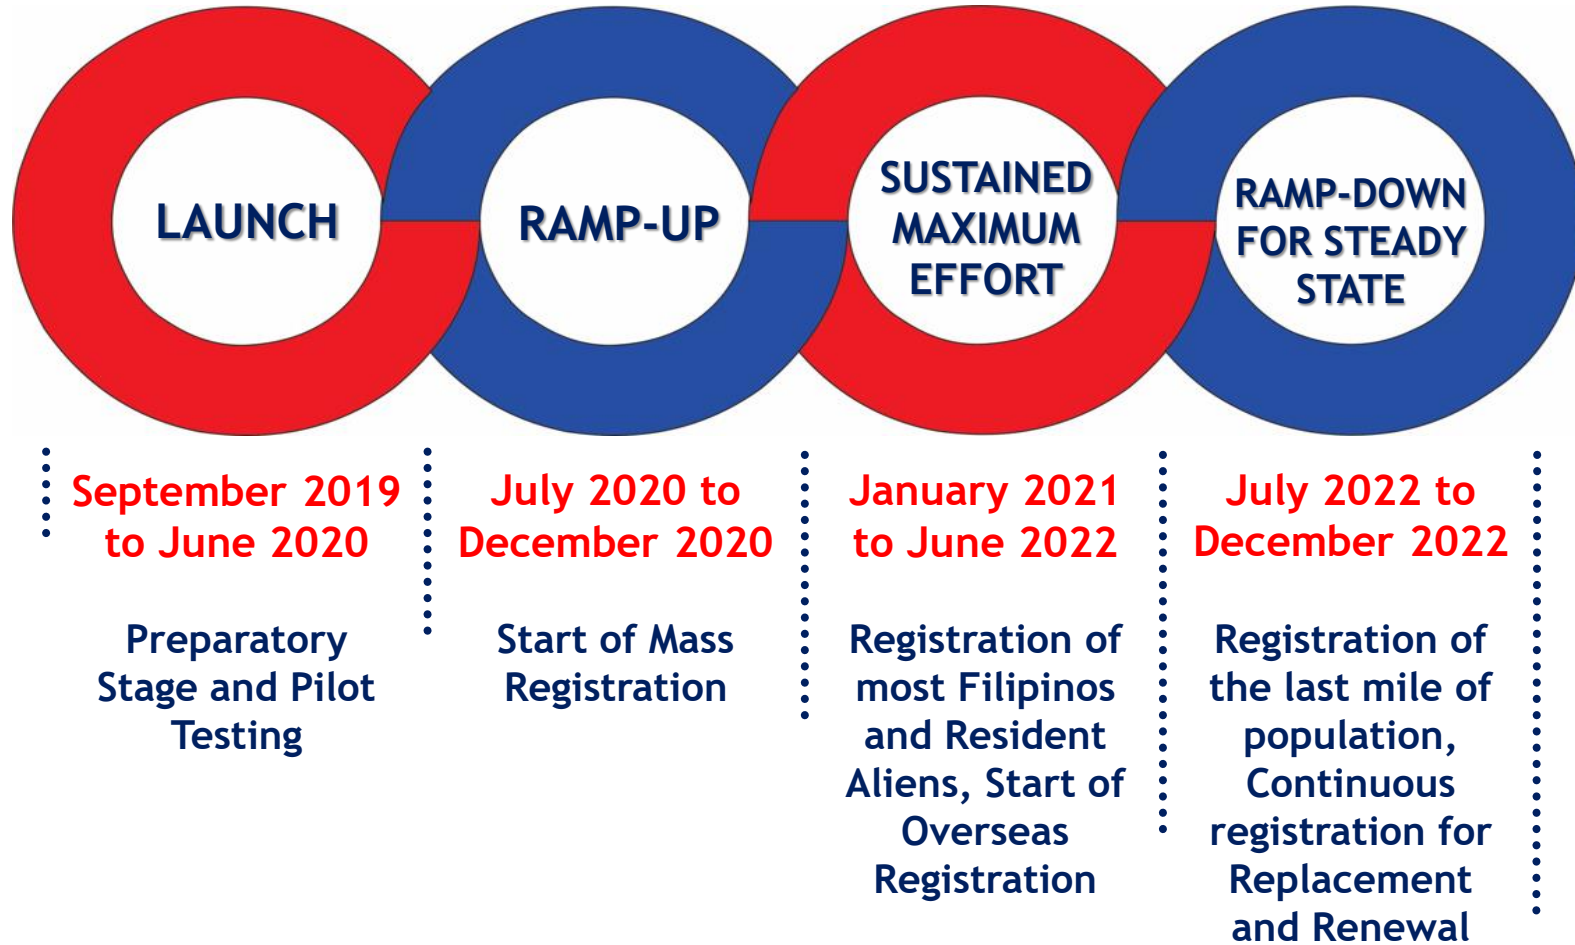 LAUNCH
RAMP-UP
SUSTAINED
MAXIMUM
EFFORT
RAMP-DOWN
FOR STEADY
STATE
September 2019
to June 2020
Preparatory
Stage and Pilot
Testing
July 2020 to
December 2020
Start of Mass
Registration
January 2021
to June 2022
Registration of
most Filipinos
and Resident
Aliens, Start of
Overseas
Registration
July 2022 to
December 2022
Registration of
the last mile of
population,
Continuous
registration for
Replacement
and Renewal